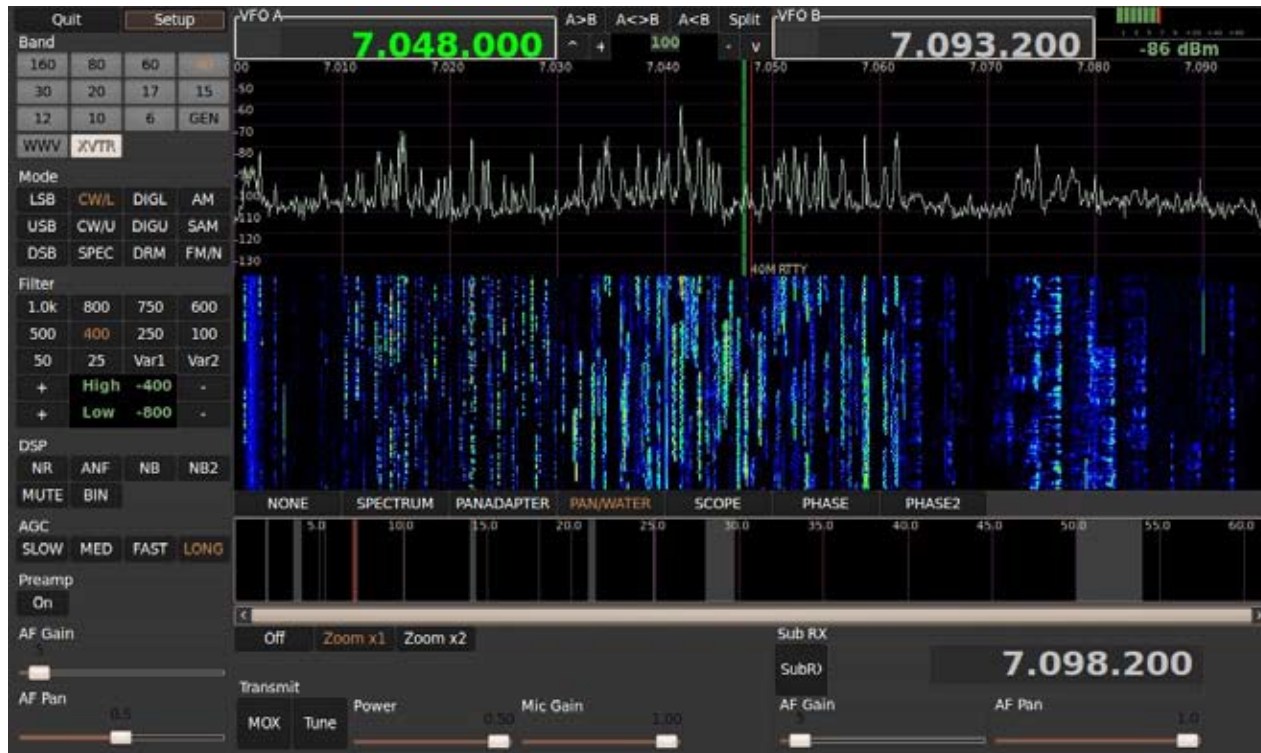 Quit Setup
VFO A
7.048.000
A>B A<>B A<B Split
^ + 100 - v
VFO B
7.093.200
-86 dBm
Band
160 80 60 40
30 20 17 15
12 10 6 GEN
WWV XVTR
Mode
LSB CW/L DIGL AM
USB CW/U DIGU SAM
DSB SPEC DRM FM/N
Filter
1.0k 800 750 600
500 400 250 100
50 25 Var1 Var2
+ High -400 -
+ Low -800 -
DSP
NR ANF NB NB2
MUTE BIN
AGC
SLOW MED FAST LONG
Preamp
On
AF Gain
5
AF Pan
0.5
00 7.010 7.020 7.030 7.040 7.050 7.060 7.070 7.080 7.090
-50
-60
-70
-80
-100
-110
-120
-130
40M RTTY
NONE SPECTRUM PANADAPTER PAN/WATER SCOPE PHASE PHASE2
5.0 10.0 15.0 20.0 25.0 30.0 35.0 40.0 45.0 50.0 55.0 60.0
Off Zoom x1 Zoom x2
Transmit
MOX Tune
Power
0.50
Mic Gain
1.00
Sub RX
SubR)
7.098.200
AF Gain
5
AF Pan
1.0